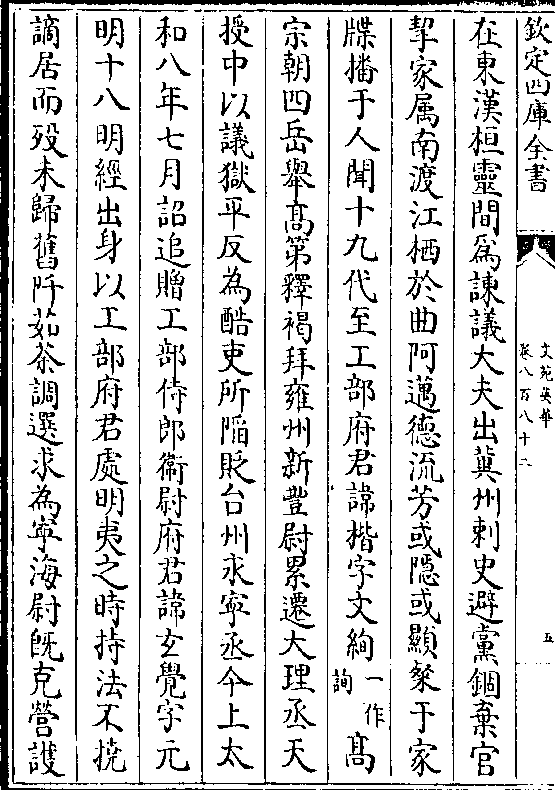 欽定四庫全書
文苑英華
卷八百八十二
五
在東漢桓靈間爲諫議大夫出冀州刺史避黨錮棄官
挈家属南渡江栖於曲阿邁德流芳或隱或顯粲于家
牒播于人聞十九代至工部府君諱楷字文絢一作詢髙
宗朝四岳舉髙第釋褐拜雍州新豐尉累遷大理丞天
授中以議獄平反為酷吏所陷貶台州永寜丞今上太
和八年七月詔追贈工部侍郎衞尉府君諱玄覺字元
明十八明經出身以工部府君處明夷之時持法不撓
謫居而殁未歸舊阡茹荼調選求為寜海尉旣克營護